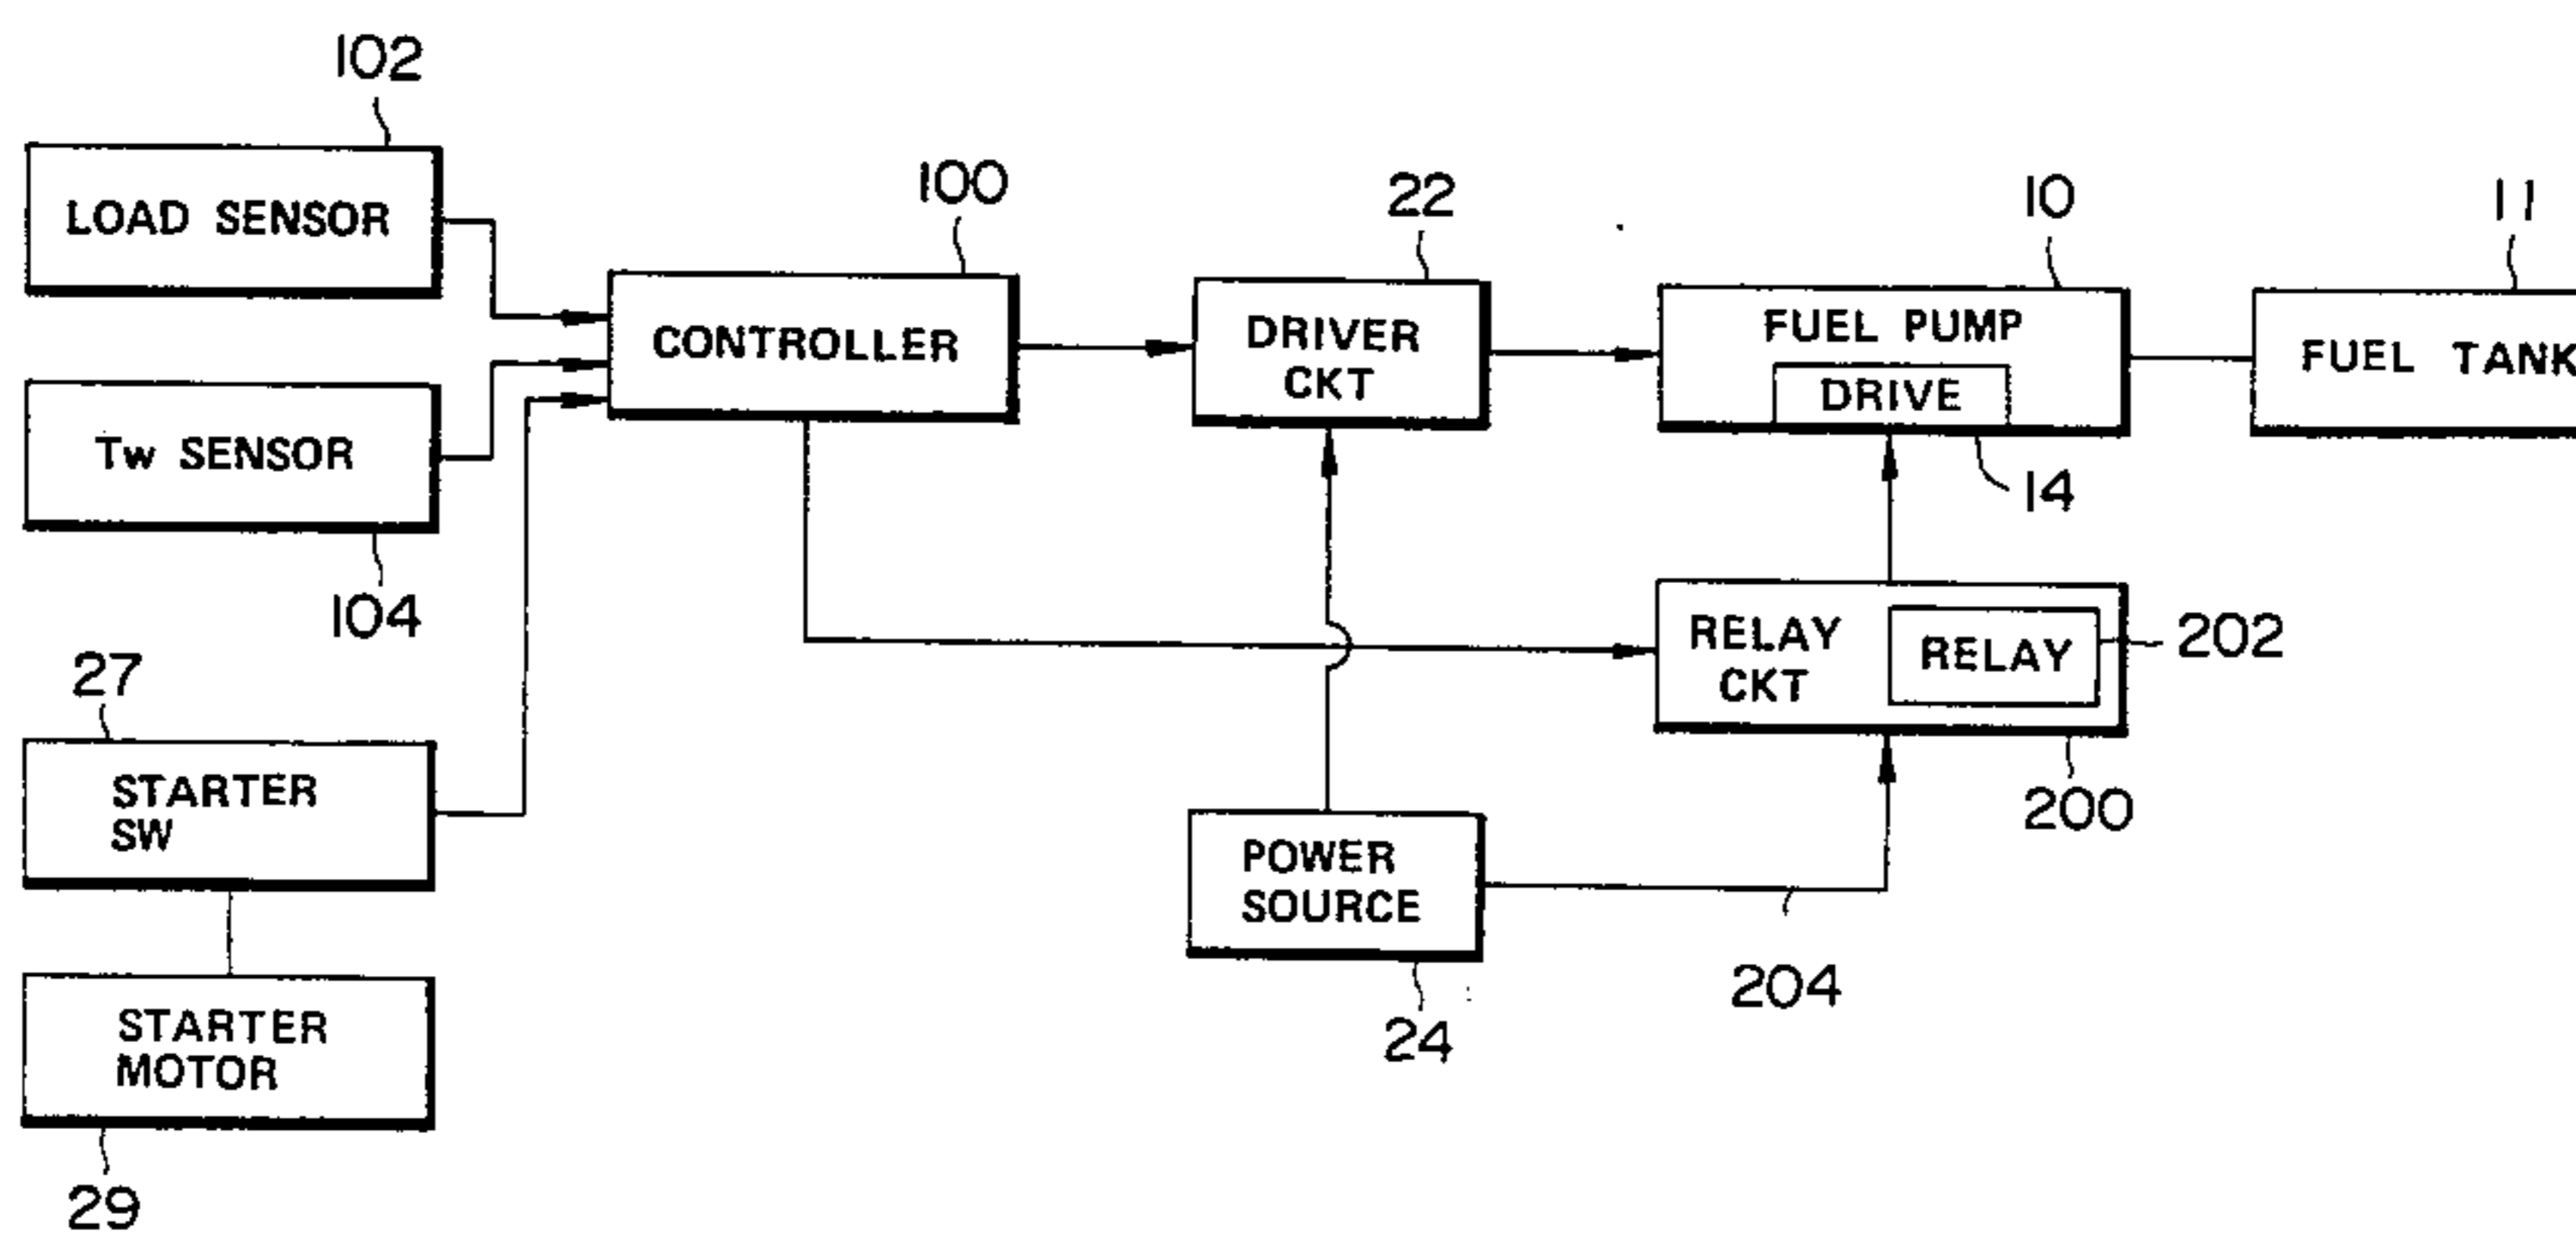 102
LOAD SENSOR
100
CONTROLLER
22
DRIVER
CKT
10
FUEL PUMP
DRIVE
14
11
FUEL TANK
Tw SENSOR
104
27
STARTER
SW
STARTER
MOTOR
29
RELAY
CKT
RELAY
202
200
POWER
SOURCE
24
204